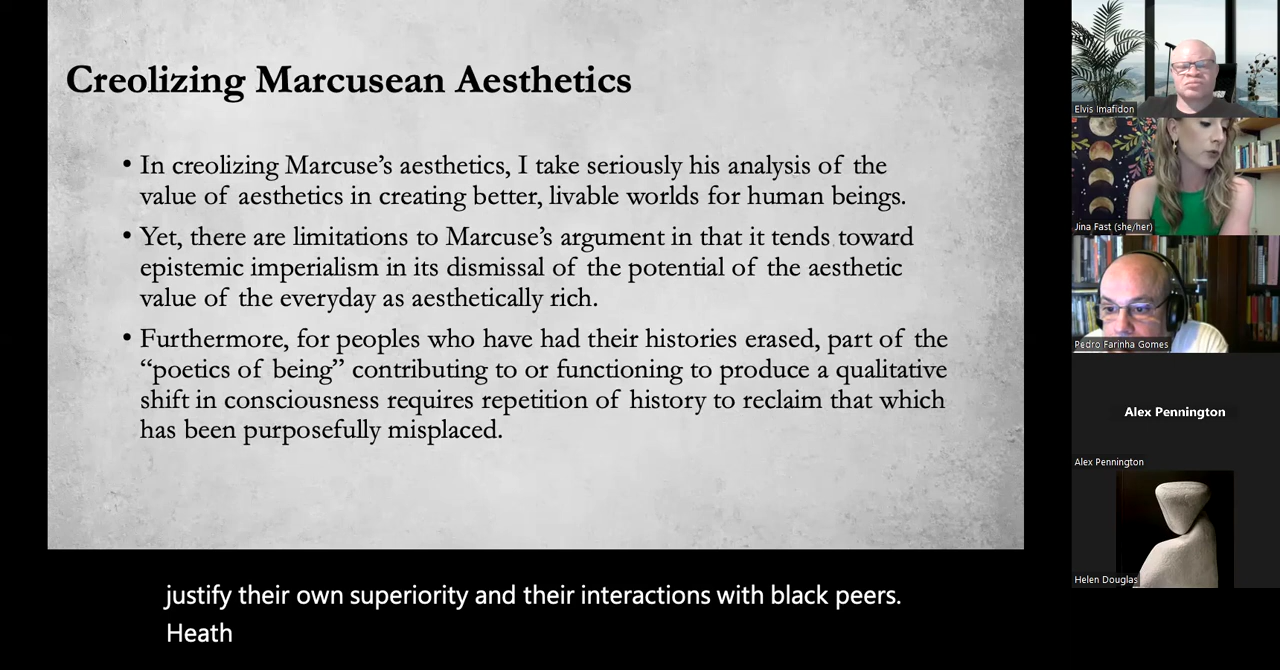 Creolizing Marcusean Aesthetics
• In creolizing Marcuse’s aesthetics, I take seriously his analysis of the
value of aesthetics in creating better, livable worlds for human beings.
• Yet, there are limitations to Marcuse’s argument in that it tends toward
epistemic imperialism in its dismissal of the potential of the aesthetic
value of the everyday as aesthetically rich.
• Furthermore, for peoples who have had their histories erased, part of the
“poetics of being” contributing to or functioning to produce a qualitative
shift in consciousness requires repetition of history to reclaim that which
has been purposefully misplaced.
justify their own superiority and their interactions with black peers.
Heath
Elvis Imafidon
Jina Fast (she/her)
Pedro Farinha Gomes
Alex Pennington
Alex Pennington
Helen Douglas